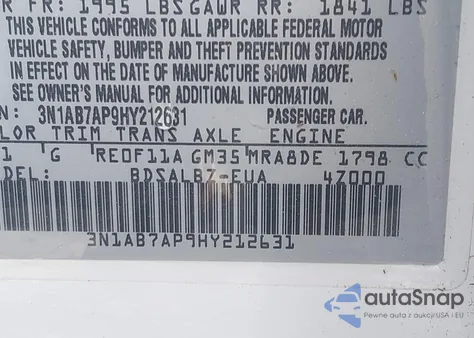 R FR: 1995 LBS GAWR RR: 1841 LBS
THIS VEHICLE CONFORMS TO ALL APPLICABLE FEDERAL MOTOR
VEHICLE SAFETY, BUMPER AND THEFT PREVENTION STANDARDS
IN EFFECT ON THE DATE OF MANUFACTURE SHOWN ABOVE.
SEE OWNER'S MANUAL FOR ADDITIONAL INFORMATION.
N: 3N1AB7AP9HY212631 PASSENGER CAR.
LOR TRIM TRANS AXLE ENGINE
1 G RE0F11A GM35 MRA8DE 1798 CC
DEL: BDSALBZ-EUA 47000
3N1AB7AP9HY212631
autoSnap
Pewne auta z aukcji USA i EU